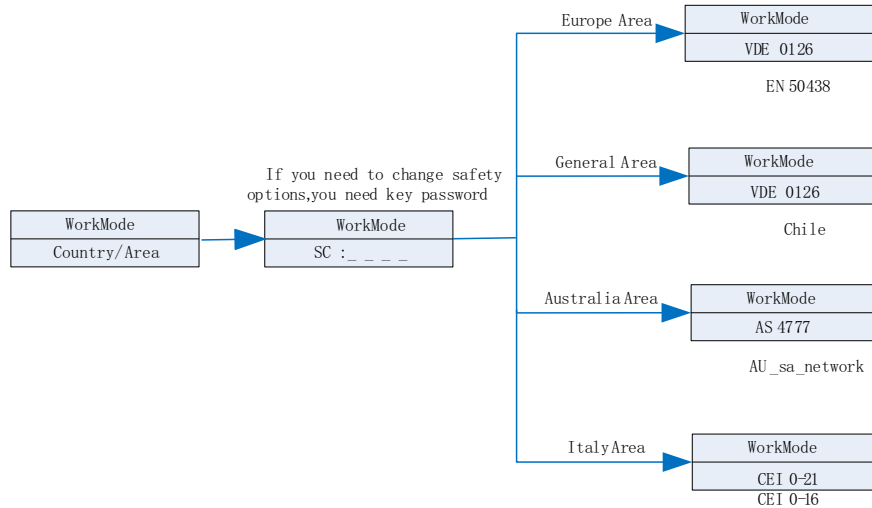 Europe Area
WorkMode
VDE 0126
EN 50438
If you need to change safety
options,you need key password
General Area
WorkMode
VDE 0126
Chile
WorkMode
Country/Area
WorkMode
SC :_ _ _ _
Australia Area
WorkMode
AS 4777
AU_sa_network
Italy Area
WorkMode
CEI 0-21
CEI 0-16